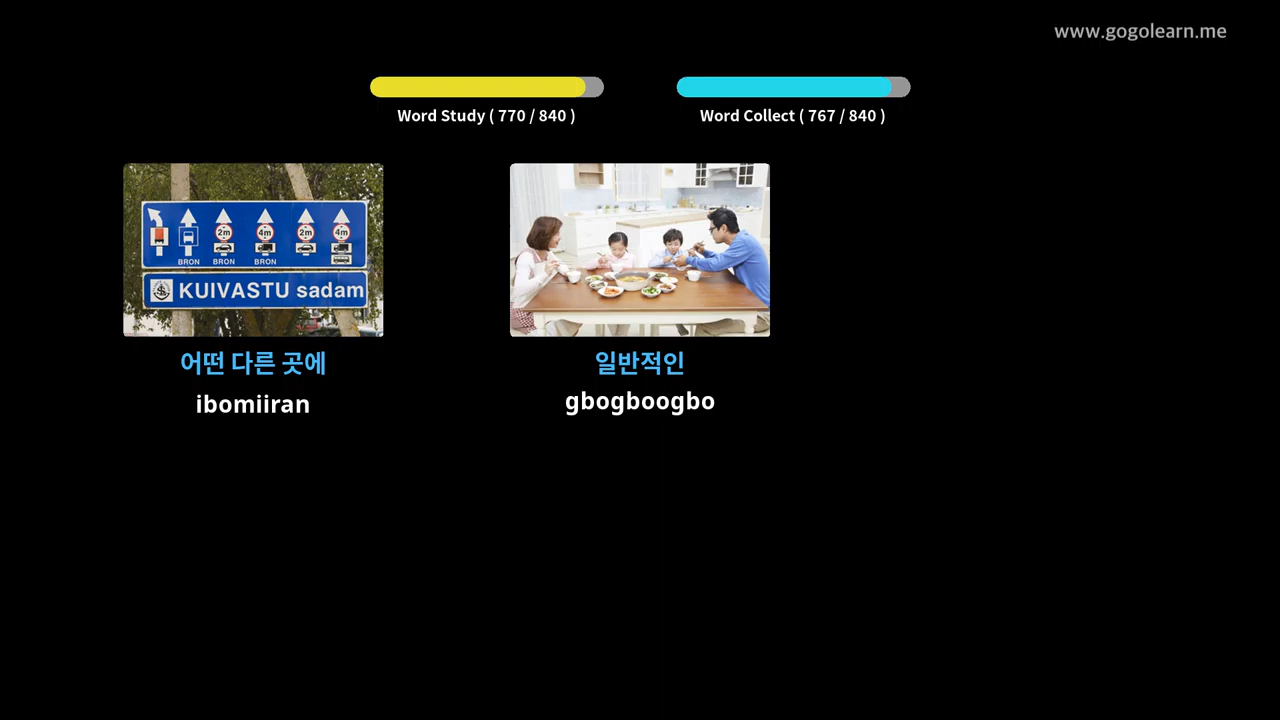 www.gogolearn.me
Word Study ( 770 / 840 )
Word Collect ( 767 / 840 )
2m
4m
2m
4m
BRON
BRON
BRON
KUIVASTU sadam
어떤 다른 곳에
ibomiiran
일반적인
gbogboogbo